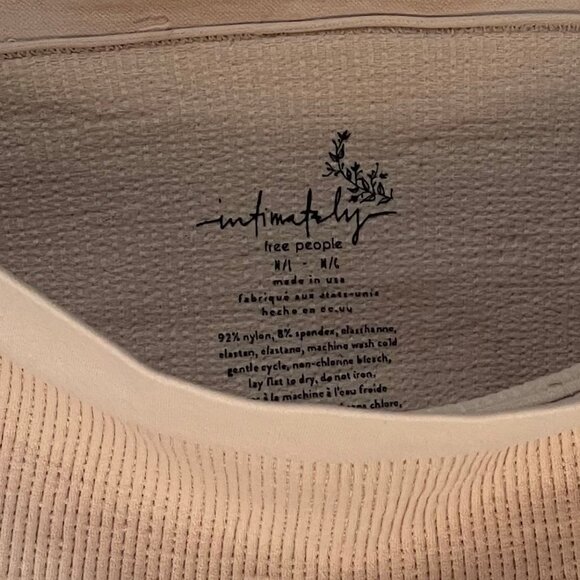 intimately
free people
M/L - M/G
made in usa
fabriqué aux états-unis
hecho en ee.uu
92% nylon, 8% spandex, elasthanne,
elastan, elastano, machine wash cold
gentle cycle, non-chlorine bleach,
lay flat to dry, do not iron.
à la machine à l'eau froide
sans chlore,